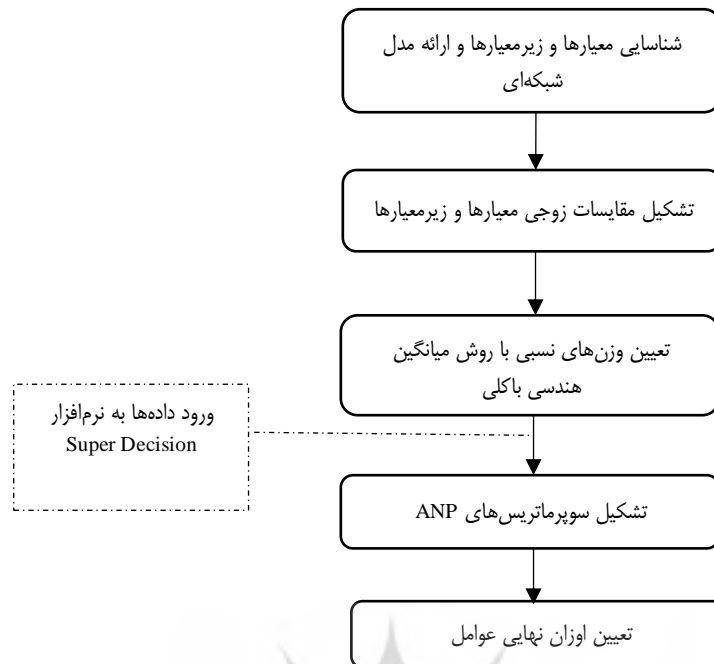 شناسایی معیارها و زیرمعیارها و ارائه مدل
شبکه‌ای
تشکیل مقایسات زوجی معیارها و زیرمعیارها
تعیین وزن‌های نسبی با روش میانگین
هندسی باکلی
ورود داده‌ها به نرم‌افزار
Super Decision
تشکیل سوپرماتریس‌های ANP
تعیین اوزان نهایی عوامل